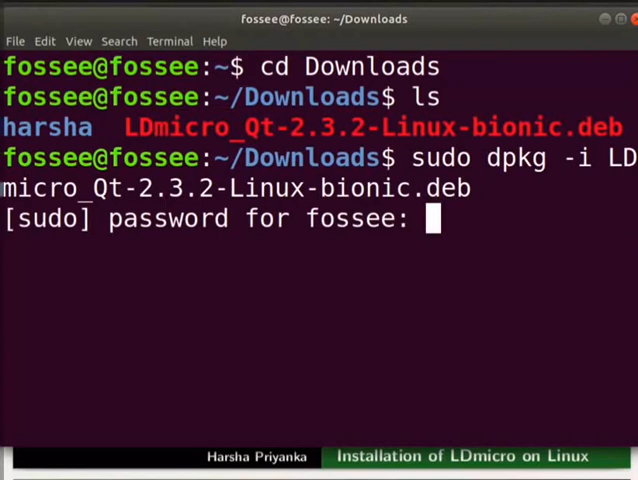 fossee@fossee: ~/Downloads
File Edit View Search Terminal Help
fossee@fossee:~$ cd Downloads
fossee@fossee:~/Downloads$ ls
harsha  LDmicro_Qt-2.3.2-Linux-bionic.deb
fossee@fossee:~/Downloads$ sudo dpkg -i LD
micro_Qt-2.3.2-Linux-bionic.deb
[sudo] password for fossee:
Harsha Priyanka Installation of LDmicro on Linux